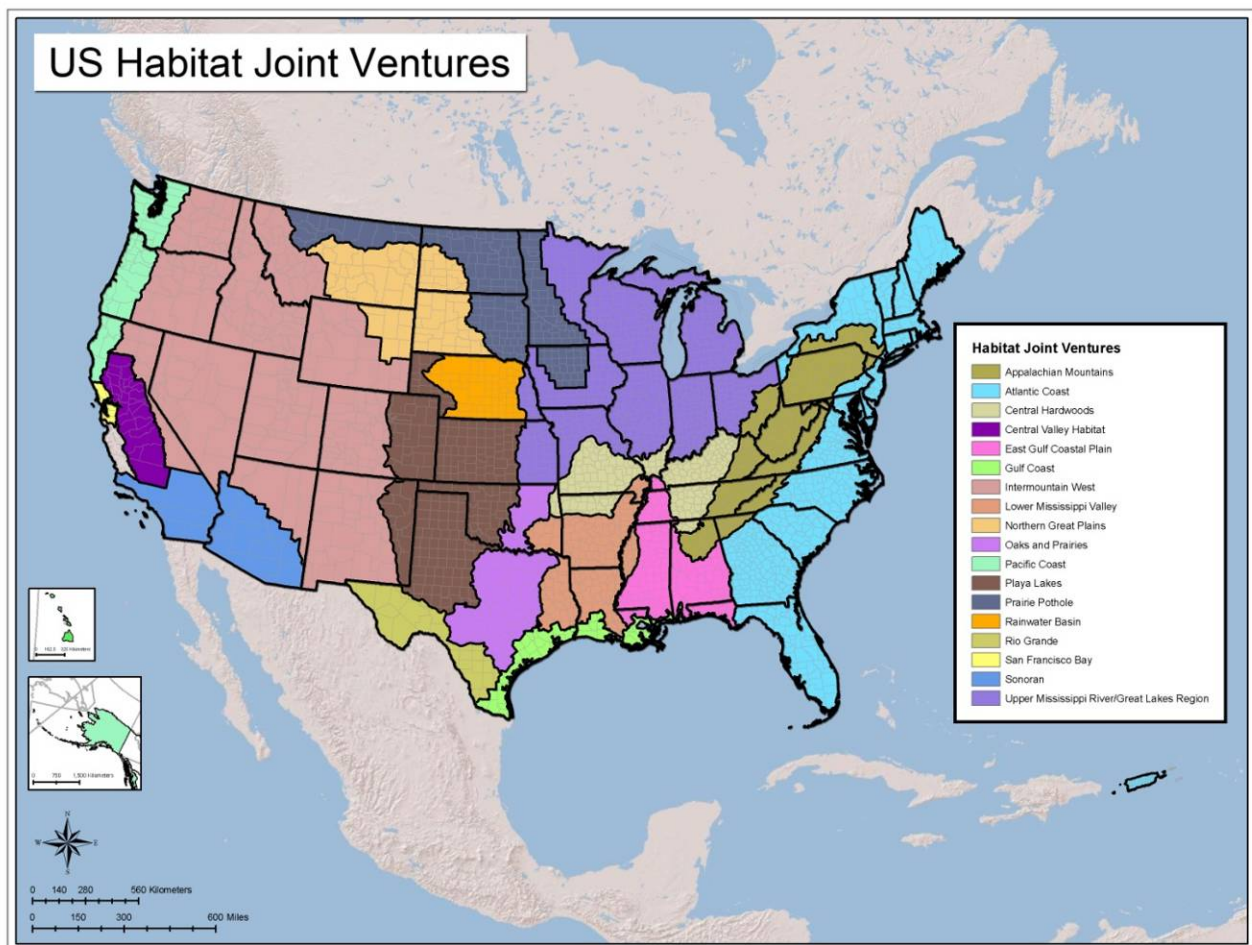 US Habitat Joint Ventures
Habitat Joint Ventures
Appalachian Mountains
Atlantic Coast
Central Hardwoods
Central Valley Habitat
East Gulf Coastal Plain
Gulf Coast
Intermountain West
Lower Mississippi Valley
Northern Great Plains
Oaks and Prairies
Pacific Coast
Playa Lakes
Prairie Pothole
Rainwater Basin
Rio Grande
San Francisco Bay
Sonoran
Upper Mississippi River/Great Lakes Region
0 750 1,500 Kilometers
N
W E
S
0 140 280 560 Kilometers
0 150 300 600 Miles